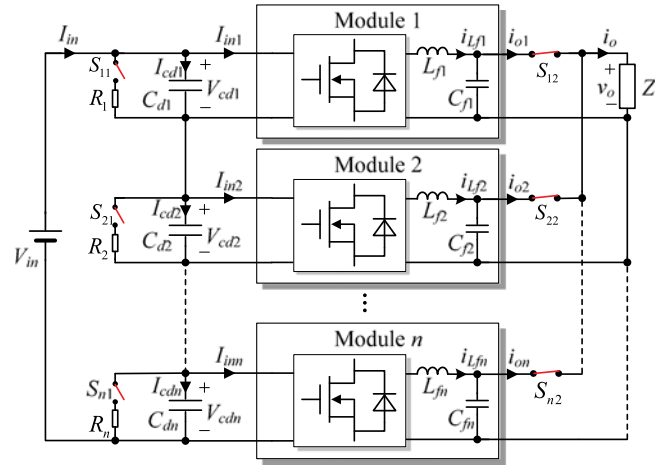 Module 1
I_in
I_in1
i_Lf1
i_o1
i_o
S_11
I_cd1
+
L_f1
S_12
+
R_1
C_d1
V_cd1
C_f1
v_o
Z
−
−
Module 2
I_in2
i_Lf2
i_o2
S_21
I_cd2
+
L_f2
S_22
R_2
C_d2
V_cd2
C_f2
−
V_in
Module n
I_inn
i_Lfn
i_on
S_n1
I_cdn
+
L_fn
S_n2
R_n
C_dn
V_cdn
C_fn
−